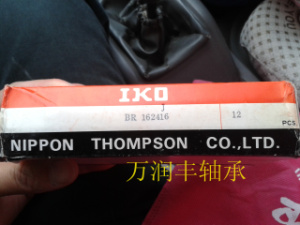 IKO
BR 162416 12
PCS
NIPPON THOMPSON CO.,LTD.
万润丰轴承